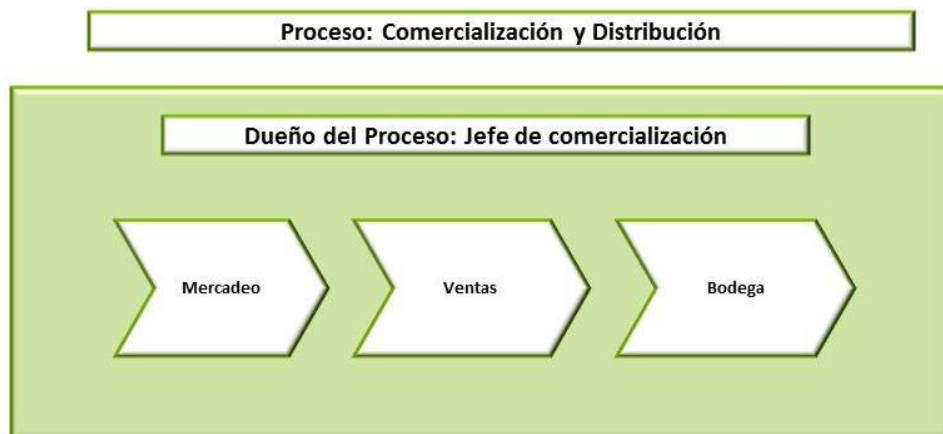 Proceso: Comercialización y Distribución
Dueño del Proceso: Jefe de comercialización
Mercadeo
Ventas
Bodega